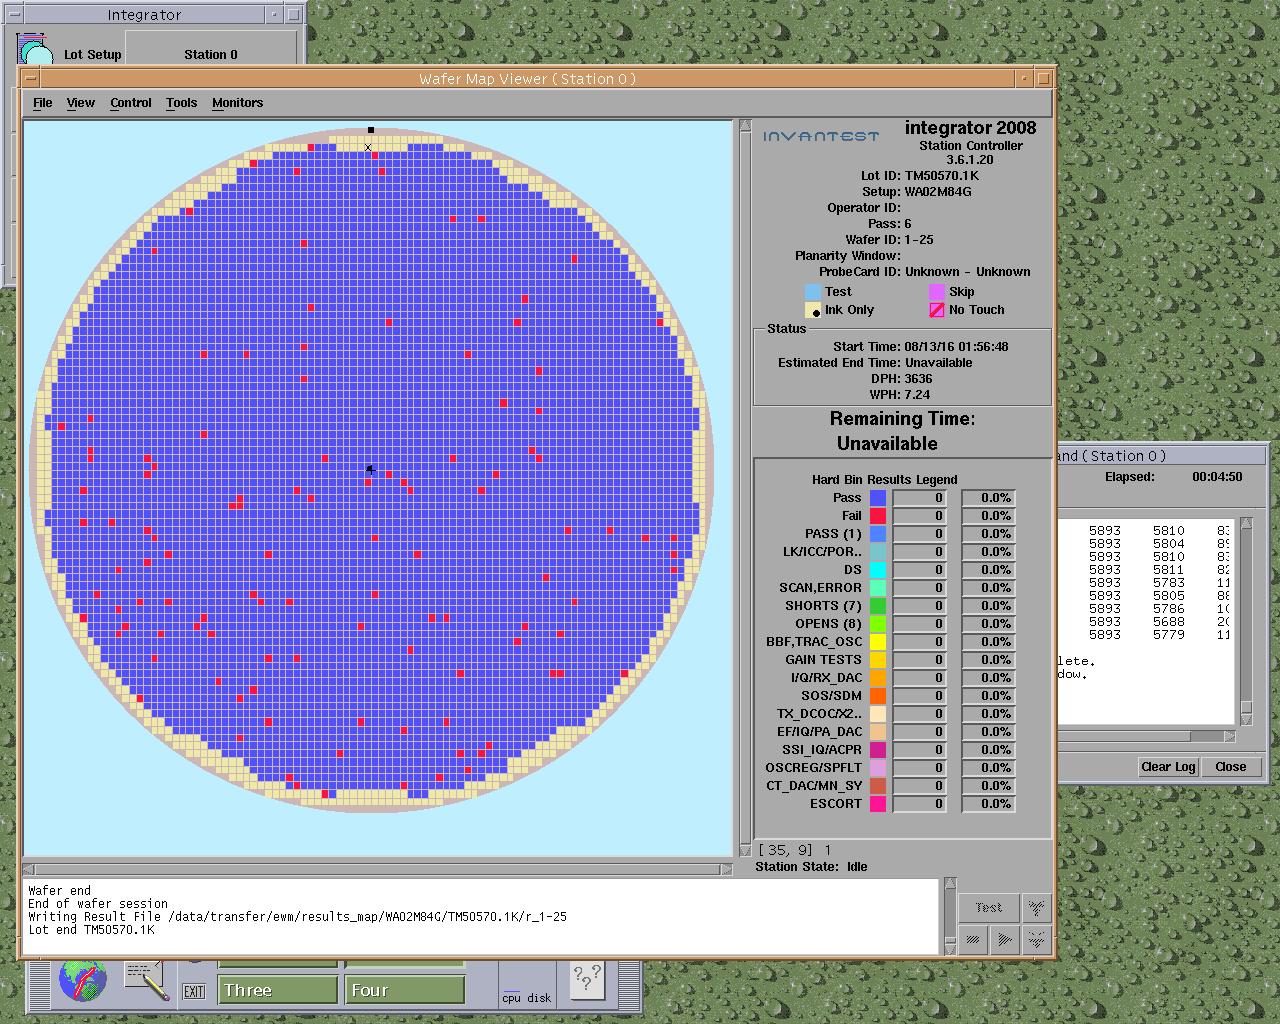 Integrator
Lot Setup
Station 0
Wafer Map Viewer ( Station 0 )
File View Control Tools Monitors
X
INVANTEST
integrator 2008
Station Controller
3.6.1.20
Lot ID: TM50570.1K
Setup: WA02M84G
Operator ID:
Pass: 6
Wafer ID: 1-25
Planarity Window:
ProbeCard ID: Unknown - Unknown
Test Skip
Ink Only No Touch
Status
Start Time: 08/13/16 01:56:48
Estimated End Time: Unavailable
DPH: 3636
WPH: 7.24
Remaining Time:
Unavailable
Hard Bin Results Legend
Pass 0 0.0%
Fail 0 0.0%
PASS (1) 0 0.0%
LK/ICC/POR.. 0 0.0%
DS 0 0.0%
SCAN,ERROR 0 0.0%
SHORTS (7) 0 0.0%
OPENS (8) 0 0.0%
BBF,TRAC_OSC 0 0.0%
GAIN TESTS 0 0.0%
I/Q/RX_DAC 0 0.0%
SOS/SDM 0 0.0%
TX_DCOC/X2.. 0 0.0%
EF/IQ/PA_DAC 0 0.0%
SSI_IQ/ACPR 0 0.0%
OSCREG/SPFLT 0 0.0%
CT_DAC/MN_SY 0 0.0%
ESCORT 0 0.0%
[ 35, 9] 1
Station State: Idle
Wafer end
End of wafer session
Writing Result File /data/transfer/ewm/results_map/WA02M84G/TM50570.1K/r_1-25
Lot end TM50570.1K
Test
and ( Station 0 )
Elapsed: 00:04:50
5893 5810
5893 5804
5893 5810
5893 5811
5893 5783
5893 5805
5893 5786
5893 5688
5893 5779
lete.
dow.
Clear Log Close
EXIT
Three
Four
cpu disk
???